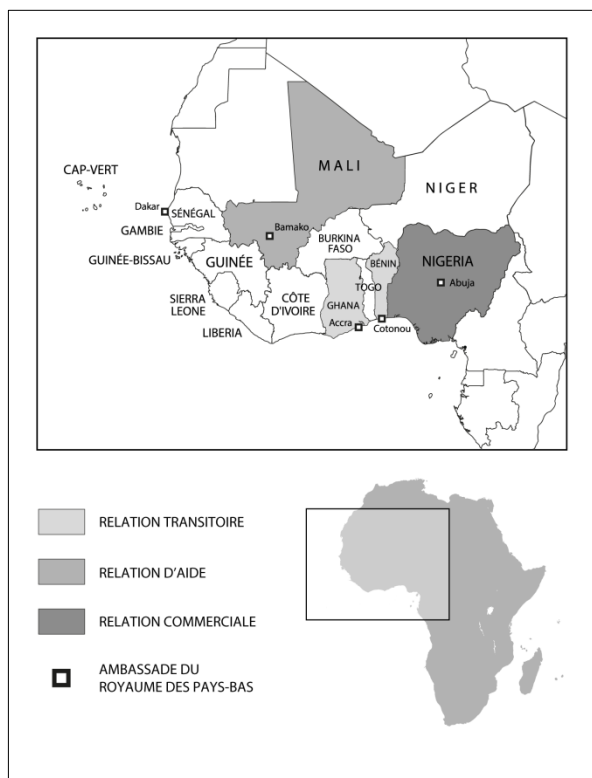 CAP-VERT
MALI
NIGER
Dakar
SÉNÉGAL
GAMBIE
Bamako
BURKINA
FASO
GUINÉE-BISSAU
GUINÉE
BÉNIN
NIGERIA
Abuja
TOGO
SIERRA
LEONE
CÔTE
D'IVOIRE
GHANA
LIBERIA
Accra
Cotonou
RELATION TRANSITOIRE
RELATION D'AIDE
RELATION COMMERCIALE
AMBASSADE DU
ROYAUME DES PAYS-BAS